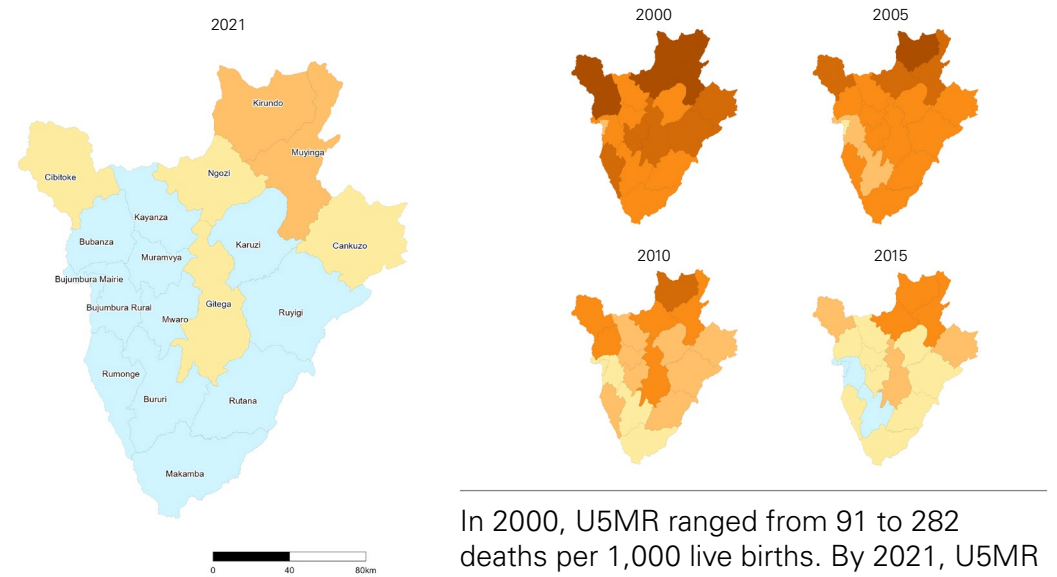 2021
Kirundo
Muyinga
Ngozi
Cibitoke
Kayanza
Bubanza
Karuzi
Cankuzo
Muramvya
Bujumbura Mairie
Gitega
Bujumbura Rural
Mwaro
Ruyigi
Rumonge
Bururi
Rutana
Makamba
0 40 80km
2000
2005
2010
2015
In 2000, U5MR ranged from 91 to 282
deaths per 1,000 live births. By 2021, U5MR